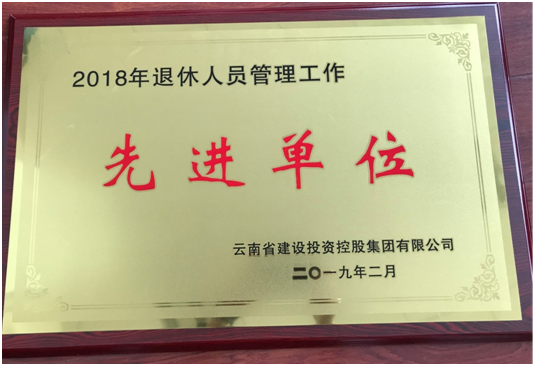 2018年退休人员管理工作
先进单位
云南省建设投资控股集团有限公司
二〇一九年二月